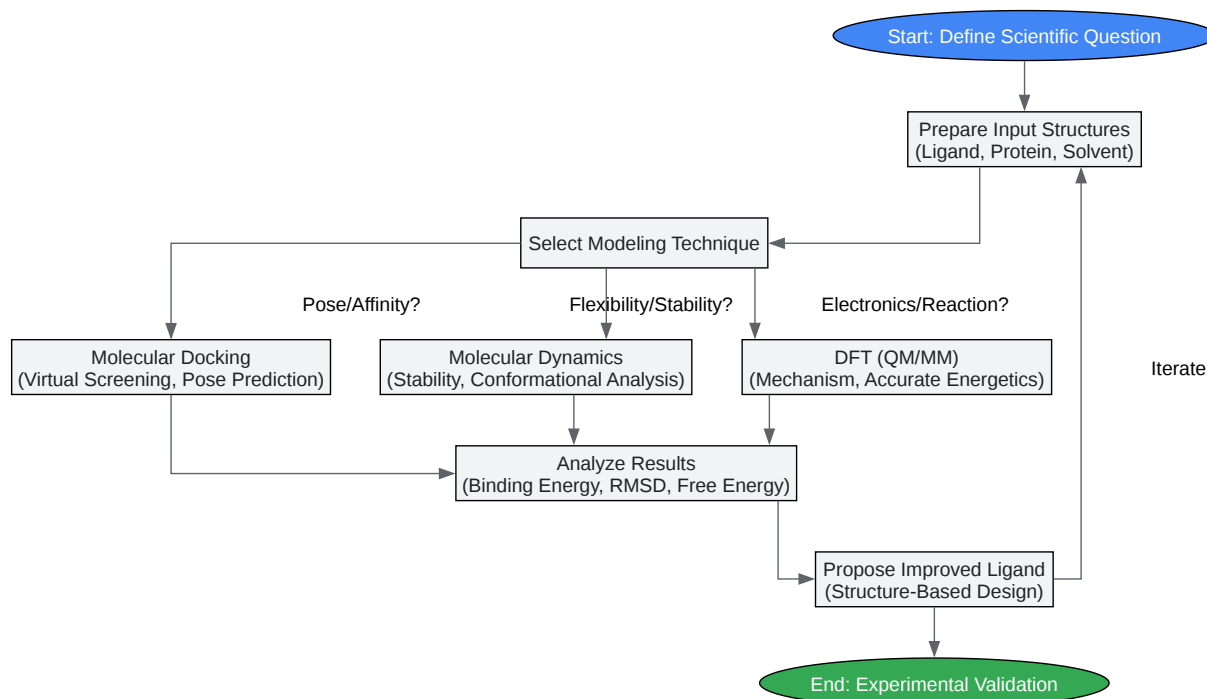 Start: Define Scientific Question
Prepare Input Structures
(Ligand, Protein, Solvent)
Select Modeling Technique
Pose/Affinity?
Flexibility/Stability?
Electronics/Reaction?
Molecular Docking
(Virtual Screening, Pose Prediction)
Molecular Dynamics
(Stability, Conformational Analysis)
DFT (QM/MM)
(Mechanism, Accurate Energetics)
Iterate
Analyze Results
(Binding Energy, RMSD, Free Energy)
Propose Improved Ligand
(Structure-Based Design)
End: Experimental Validation